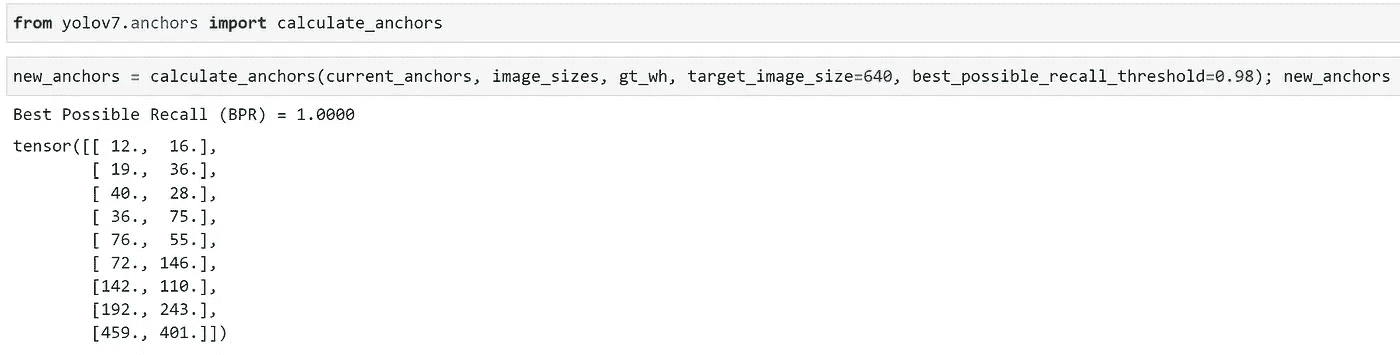 from yolov7.anchors import calculate_anchors
new_anchors = calculate_anchors(current_anchors, image_sizes, gt_wh, target_image_size=640, best_possible_recall_threshold=0.98); new_anchors
Best Possible Recall (BPR) = 1.0000
tensor([[ 12.,  16.],
        [ 19.,  36.],
        [ 40.,  28.],
        [ 36.,  75.],
        [ 76.,  55.],
        [ 72., 146.],
        [142., 110.],
        [192., 243.],
        [459., 401.]])